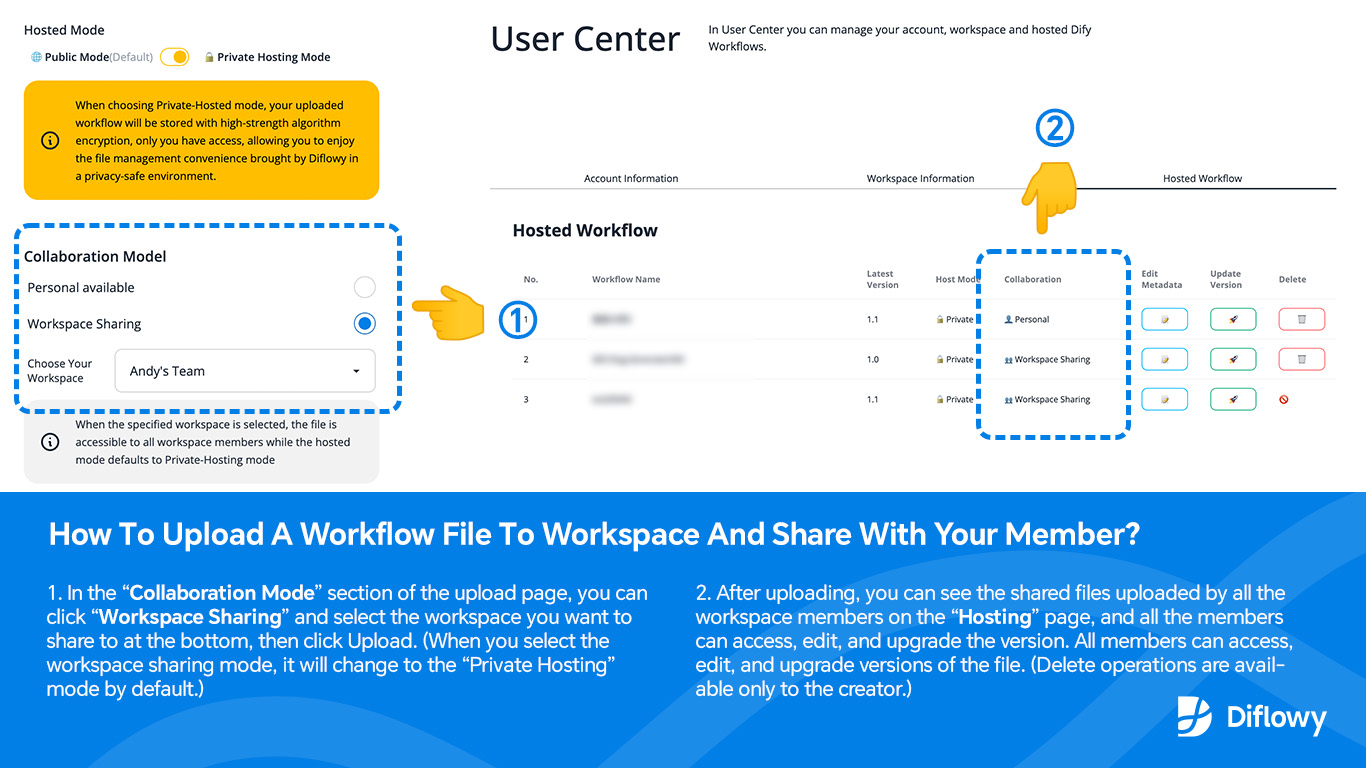 Hosted Mode
Public Mode(Default) Private Hosting Mode
When choosing Private-Hosted mode, your uploaded
workflow will be stored with high-strength algorithm
encryption, only you have access, allowing you to enjoy
the file management convenience brought by Diflowy in
a privacy-safe environment.
Collaboration Model
Personal available
Workspace Sharing
Choose Your
Workspace
Andy's Team
When the specified workspace is selected, the file is
accessible to all workspace members while the hosted
mode defaults to Private-Hosting mode
1
User Center
In User Center you can manage your account, workspace and hosted Dify
Workflows.
2
Account Information Workspace Information Hosted Workflow
Hosted Workflow
No. Workflow Name Latest Version Host Mode Collaboration Edit Metadata Update Version Delete
1 1.1 Private Personal
2 1.0 Private Workspace Sharing
3 1.1 Private Workspace Sharing
How To Upload A Workflow File To Workspace And Share With Your Member?
1. In the “Collaboration Mode” section of the upload page, you can
click “Workspace Sharing” and select the workspace you want to
share to at the bottom, then click Upload. (When you select the
workspace sharing mode, it will change to the “Private Hosting”
mode by default.)
2. After uploading, you can see the shared files uploaded by all the
workspace members on the “Hosting” page, and all the members
can access, edit, and upgrade the version. All members can access,
edit, and upgrade versions of the file. (Delete operations are avail-
able only to the creator.)
Diflowy